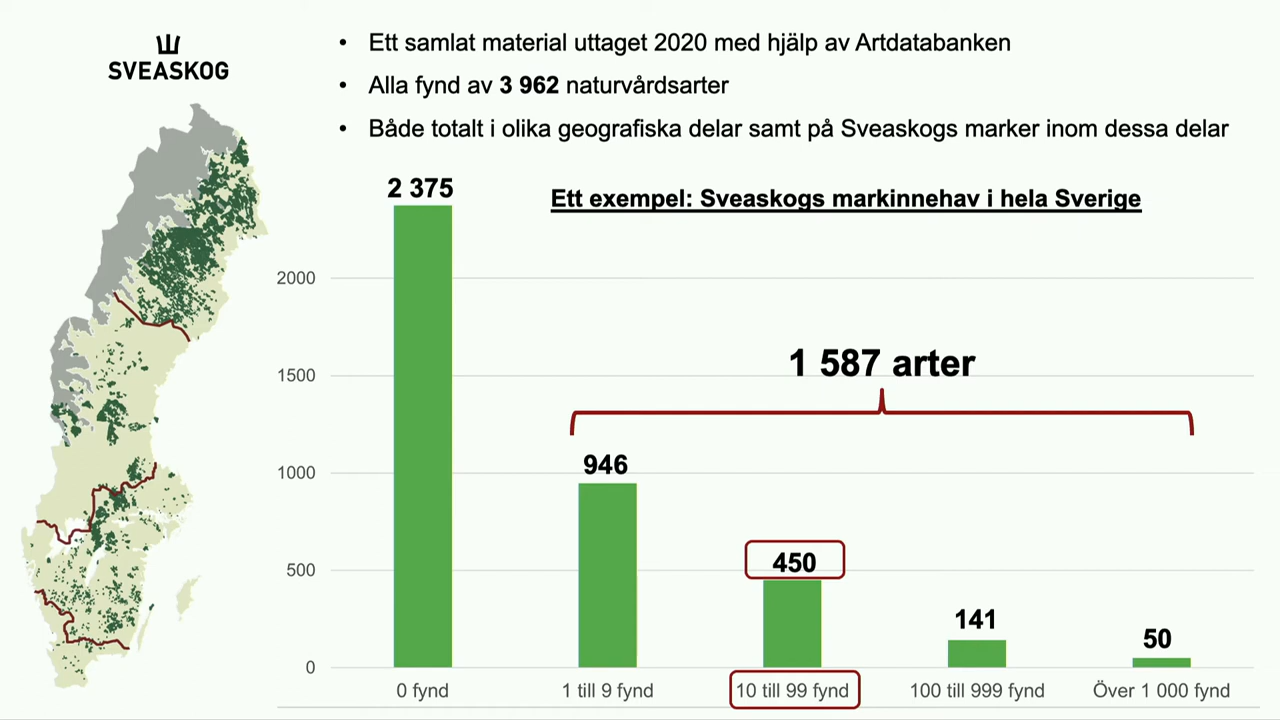 SVEASKOG
• Ett samlat material uttaget 2020 med hjälp av Artdatabanken
• Alla fynd av 3 962 naturvårdsarter
• Både totalt i olika geografiska delar samt på Sveaskogs marker inom dessa delar
Ett exempel: Sveaskogs markinnehav i hela Sverige
2 375
2000
1500
1 587 arter
1000
946
500
450
141
50
0
0 fynd
1 till 9 fynd
10 till 99 fynd
100 till 999 fynd
Över 1 000 fynd